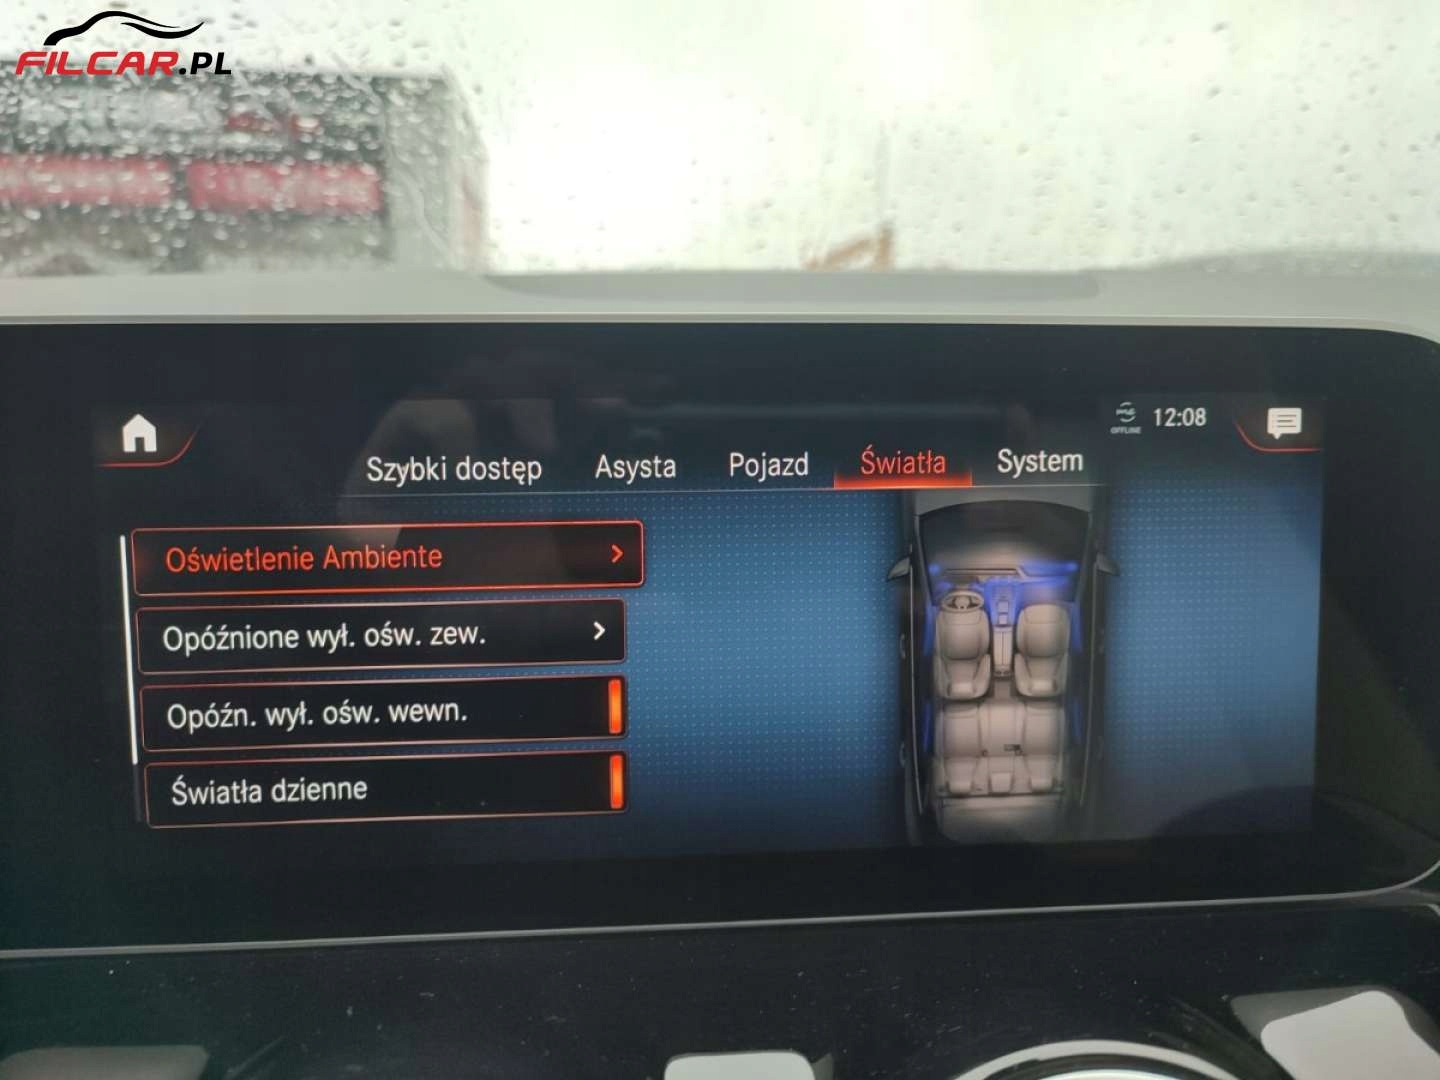 FILCAR.PL
OFFLINE
12:08
Szybki dostęp
Asysta
Pojazd
Światła
System
Oświetlenie Ambiente
Opóźnione wył. ośw. zew.
Opóźn. wył. ośw. wewn.
Światła dzienne